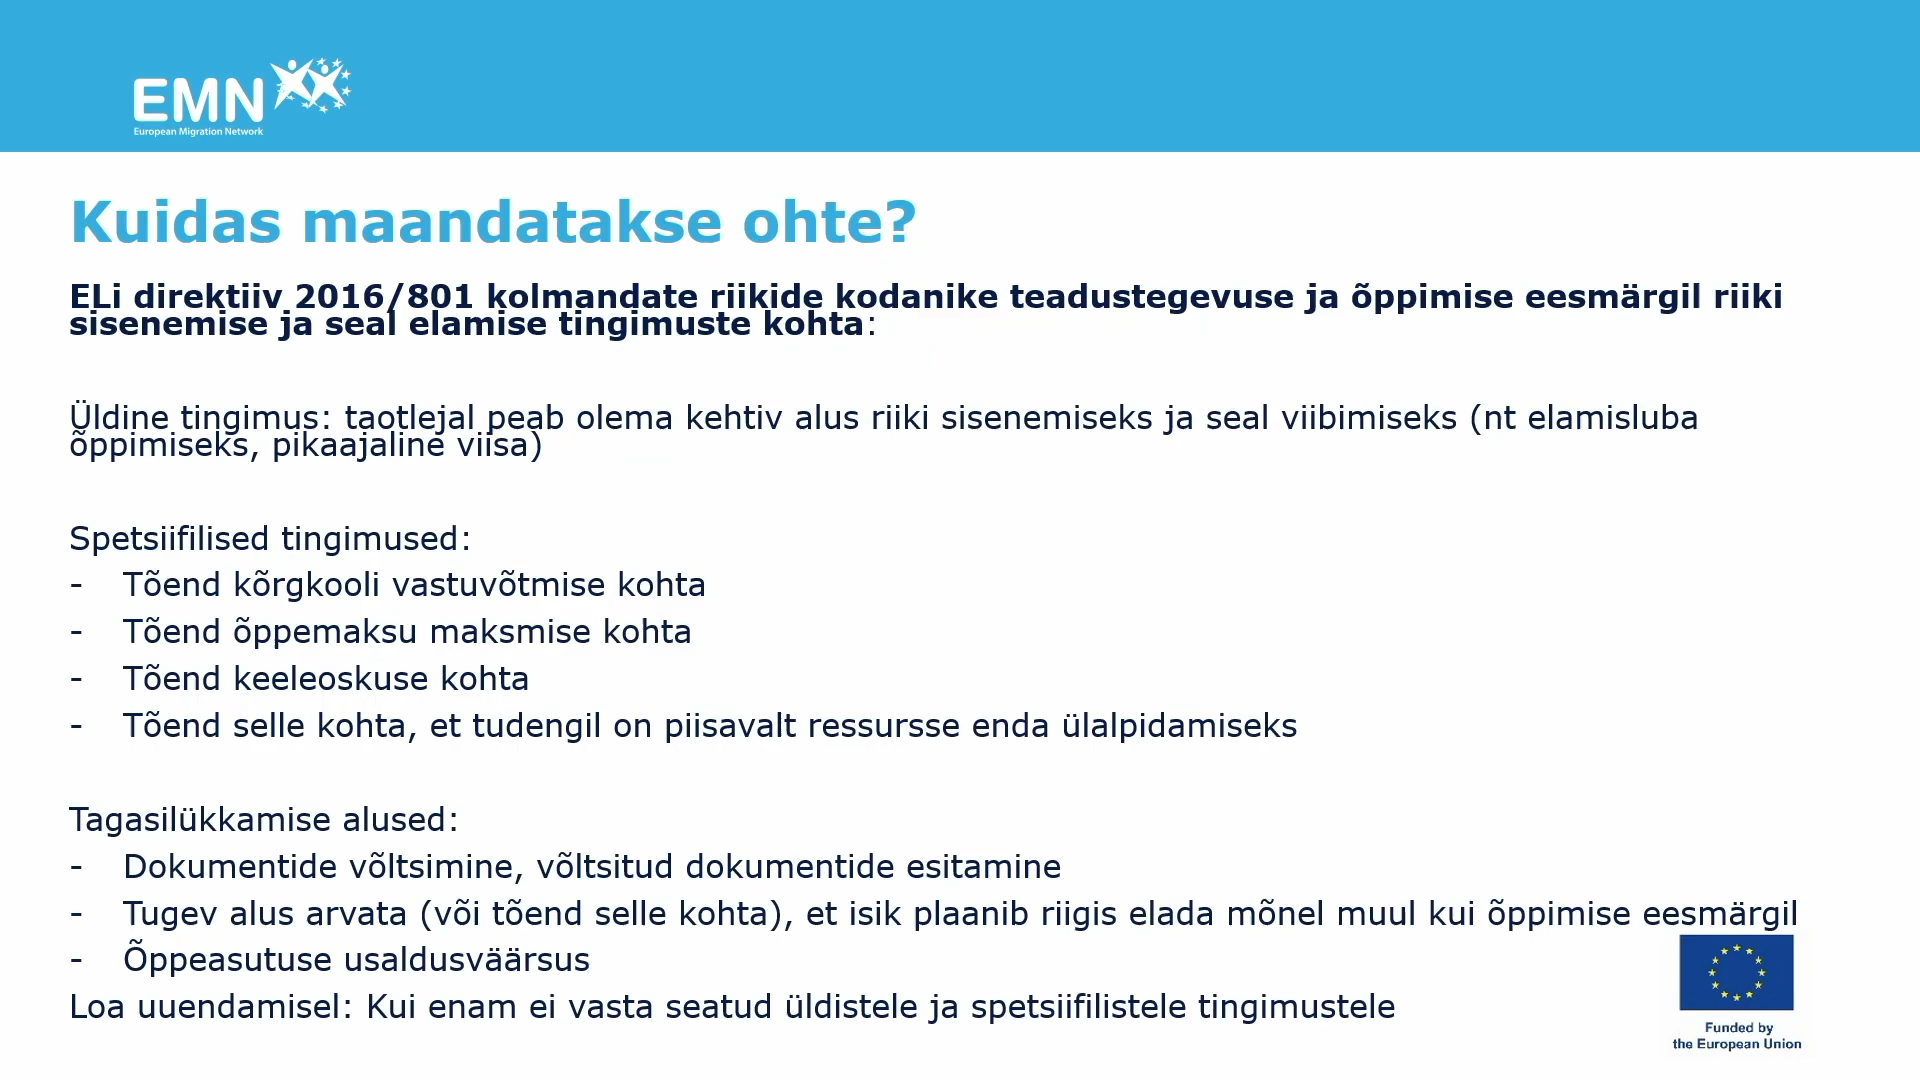 EMN
European Migration Network
Kuidas maandatakse ohte?
ELi direktiiv 2016/801 kolmandate riikide kodanike teadustegevuse ja õppimise eesmärgil riiki
sisenemise ja seal elamise tingimuste kohta:
Üldine tingimus: taotlejal peab olema kehtiv alus riiki sisenemiseks ja seal viibimiseks (nt elamisluba
õppimiseks, pikaajaline viisa)
Spetsiifilised tingimused:
- Tõend kõrgkooli vastuvõtmise kohta
- Tõend õppemaksu maksmise kohta
- Tõend keeleoskuse kohta
- Tõend selle kohta, et tudengil on piisavalt ressursse enda ülalpidamiseks
Tagasilükkamise alused:
- Dokumentide võltsimine, võltsitud dokumentide esitamine
- Tugev alus arvata (või tõend selle kohta), et isik plaanib riigis elada mõnel muul kui õppimise eesmärgil
- Õppeasutuse usaldusväärsus
Loa uuendamisel: Kui enam ei vasta seatud üldistele ja spetsiifilistele tingimustele
Funded by
the European Union